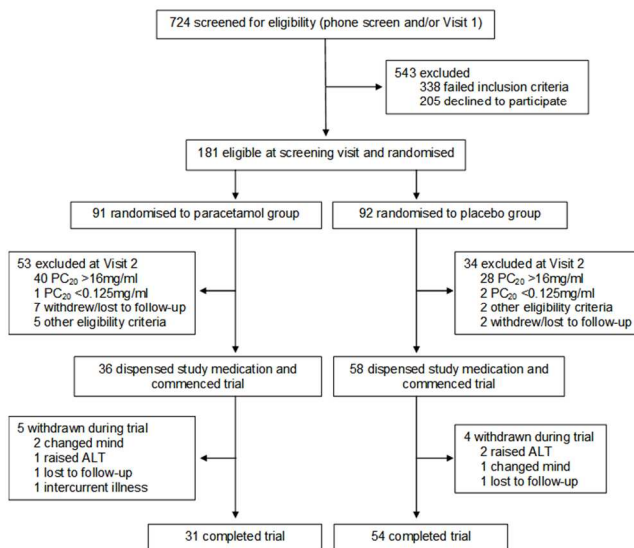 724 screened for eligibility (phone screen and/or Visit 1)
543 excluded
338 failed inclusion criteria
205 declined to participate
181 eligible at screening visit and randomised
91 randomised to paracetamol group
92 randomised to placebo group
53 excluded at Visit 2
40 PC20 >16mg/ml
1 PC20 <0.125mg/ml
7 withdrew/lost to follow-up
5 other eligibility criteria
34 excluded at Visit 2
28 PC20 >16mg/ml
2 PC20 <0.125mg/ml
2 other eligibility criteria
2 withdrew/lost to follow-up
36 dispensed study medication and
commenced trial
58 dispensed study medication and
commenced trial
5 withdrawn during trial
2 changed mind
1 raised ALT
1 lost to follow-up
1 intercurrent illness
4 withdrawn during trial
2 raised ALT
1 changed mind
1 lost to follow-up
31 completed trial
54 completed trial